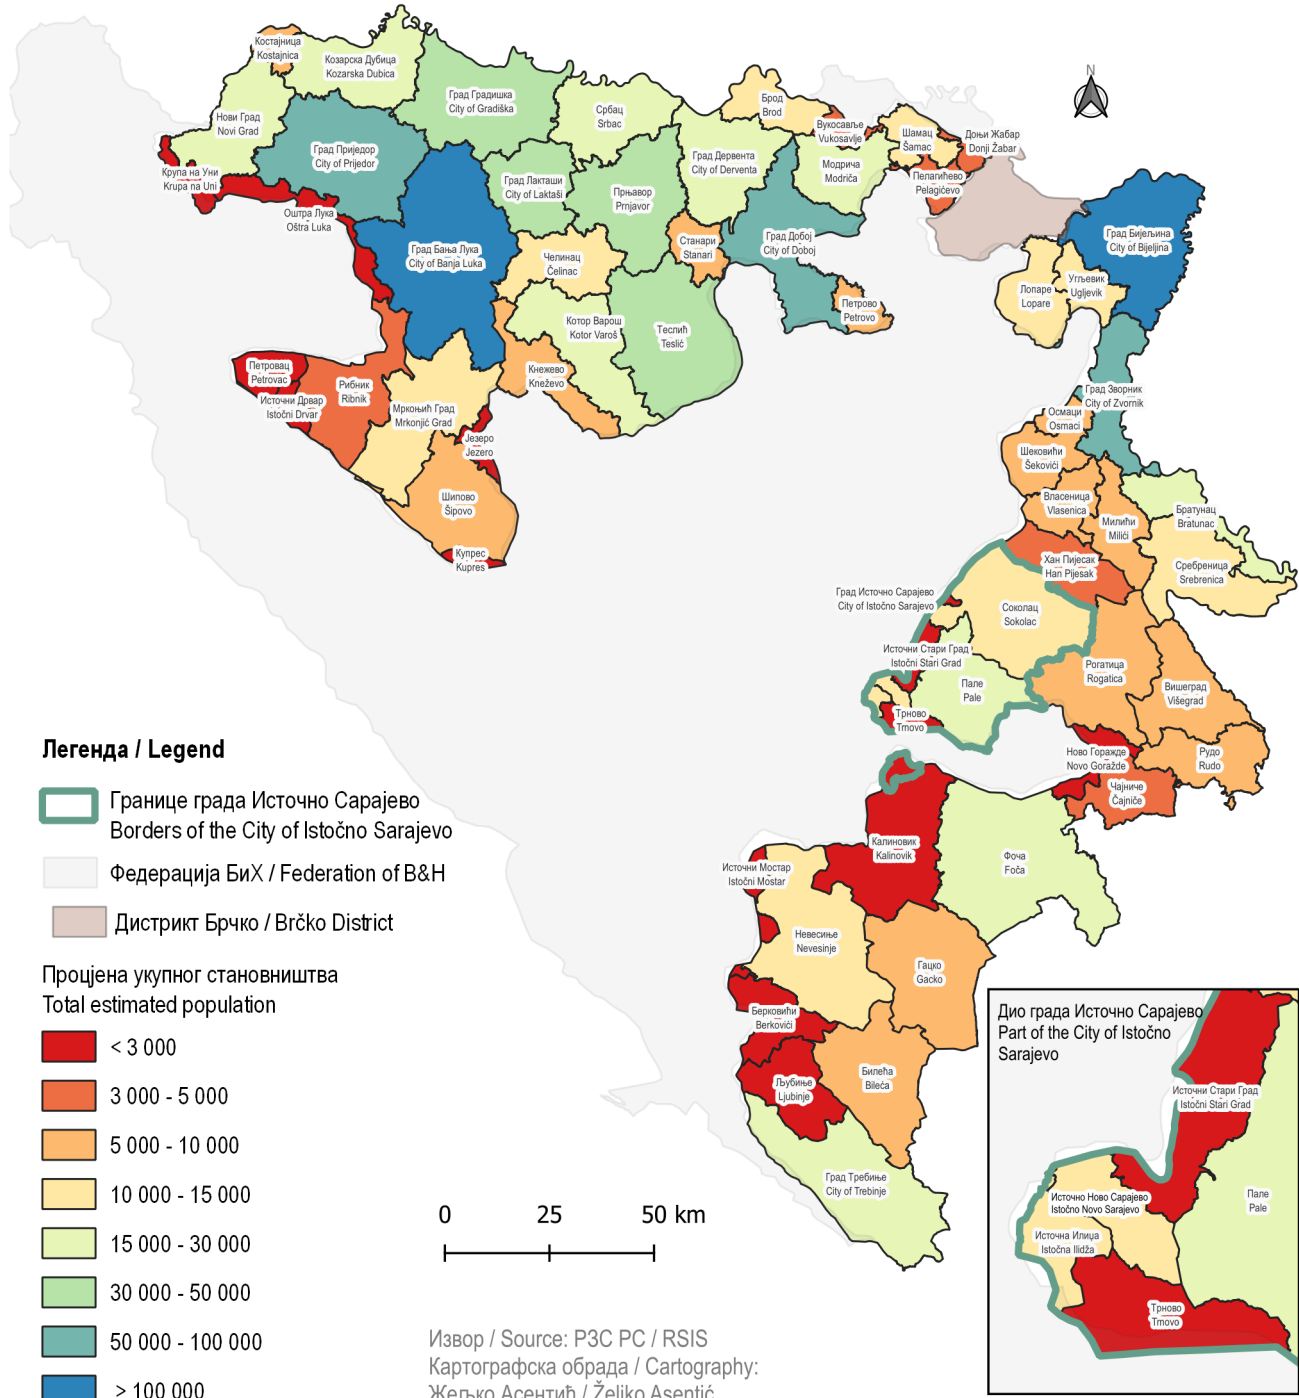 N
Костајница
Kostajnica
Козарска Дубица
Kozarska Dubica
Град Градишка
City of Gradiška
Србац
Srbac
Брод
Brod
Вукосавље
Vukosavlje
Шамац
Šamac
Доњи Жабар
Donji Žabar
Нови Град
Novi Grad
Град Приједор
City of Prijedor
Град Лакташи
City of Laktaši
Прњавор
Prnjavor
Град Дервента
City of Derventa
Модрича
Modriča
Пелагићево
Pelagićevo
Крупа на Уни
Krupa na Uni
Оштра Лука
Oštra Luka
Град Бања Лука
City of Banja Luka
Челинац
Čelinac
Станари
Stanari
Град Добој
City of Doboj
Град Бијељина
City of Bijeljina
Лопаре
Lopare
Угљевик
Ugljevik
Петрово
Petrovo
Котор Варош
Kotor Varoš
Теслић
Teslić
Петровац
Petrovac
Источни Дрвар
Istočni Drvar
Рибник
Ribnik
Кнежево
Kneževo
Мркоњић Град
Mrkonjić Grad
Језеро
Jezero
Шипово
Šipovo
Купрес
Kupres
Град Зворник
City of Zvornik
Осмаци
Osmaci
Шековићи
Šekovići
Власеница
Vlasenica
Милићи
Milići
Братунац
Bratunac
Сребреница
Srebrenica
Хан Пијесак
Han Pijesak
Град Источно Сарајево
City of Istočno Sarajevo
Соколац
Sokolac
Источни Стари Град
Istočni Stari Grad
Пале
Pale
Рогатица
Rogatica
Вишеград
Višegrad
Трново
Trnovo
Ново Горажде
Novo Goražde
Рудо
Rudo
Чајниче
Čajniče
Калиновик
Kalinovik
Фоча
Foča
Источни Мостар
Istočni Mostar
Невесиње
Nevesinje
Гацко
Gacko
Берковићи
Berkovići
Љубиње
Ljubinje
Билећа
Bileća
Град Требиње
City of Trebinje
Легенда / Legend
Границе града Источно Сарајево
Borders of the City of Istočno Sarajevo
Федерација БиХ / Federation of B&H
Дистрикт Брчко / Brčko District
Процјена укупног становништва
Total estimated population
< 3 000
3 000 - 5 000
5 000 - 10 000
10 000 - 15 000
15 000 - 30 000
30 000 - 50 000
50 000 - 100 000
> 100 000
0 25 50 km
Извор / Source: РЗС РС / RSIS
Картографска обрада / Cartography:
Жељко Асентић / Željko Asentić
Дио града Источно Сарајево
Part of the City of Istočno
Sarajevo
Источни Стари Град
Istočni Stari Grad
Источно Ново Сарајево
Istočno Novo Sarajevo
Источна Илиџа
Istočna Ilidža
Пале
Pale
Трново
Trnovo